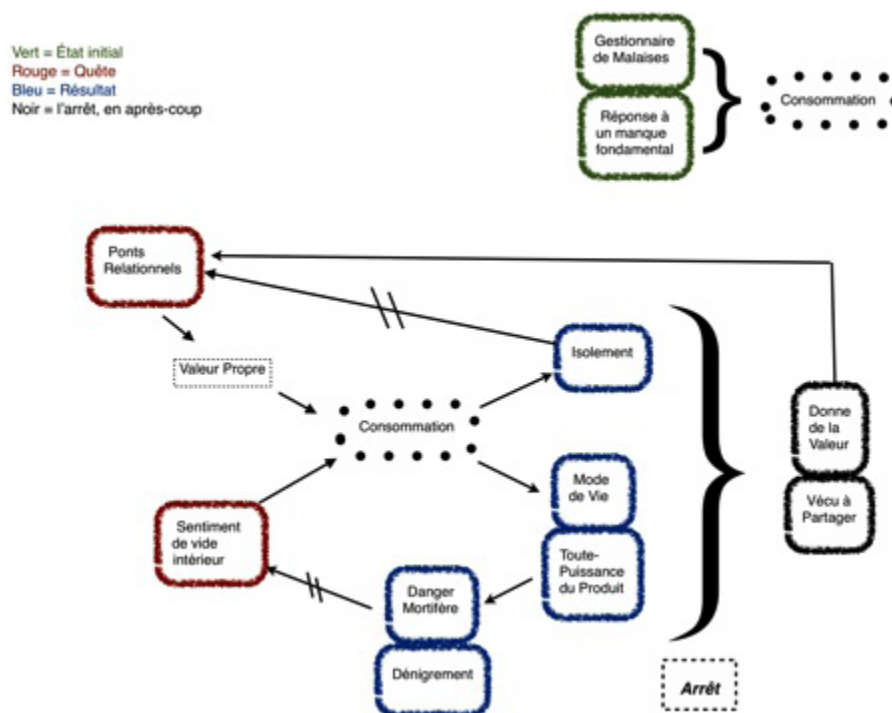 Vert = État initial
Rouge = Quête
Bleu = Résultat
Noir = l'arrêt, en après-coup
Gestionnaire
de Malaises
Réponse à
un manque
fondamental
Consommation
Ponts
Relationnels
Valeur Propre
Consommation
Isolement
Sentiment
de vide
intérieur
Mode
de Vie
Toute-
Puissance
du Produit
Danger
Mortifère
Dénigrement
Donne
de la
Valeur
Vécu à
Partager
Arrêt